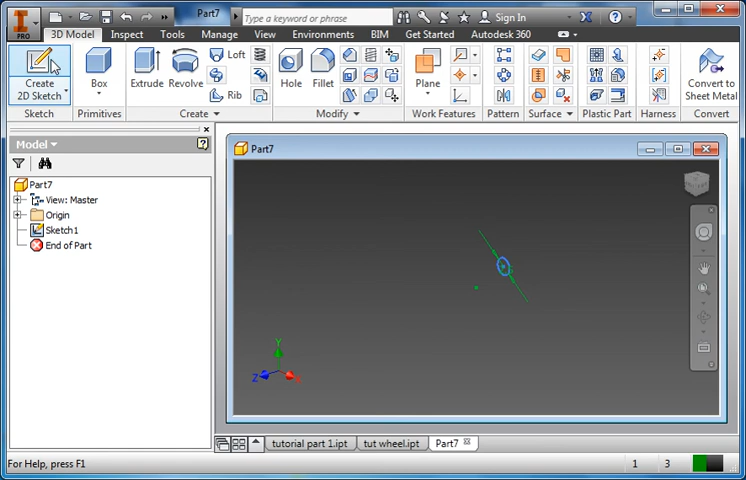 PRO
Part7
Type a keyword or phrase
Sign In
3D Model Inspect Tools Manage View Environments BIM Get Started Autodesk 360
Create
2D Sketch
Box
Extrude
Revolve
Loft
Rib
Hole
Fillet
Plane
Convert to
Sheet Metal
Sketch Primitives Create Modify Work Features Pattern Surface Plastic Part Harness Convert
Model
Part7
View: Master
Origin
Sketch1
End of Part
Part7
Y
Z
X
tutorial part 1.ipt tut wheel.ipt Part7
For Help, press F1
1 3